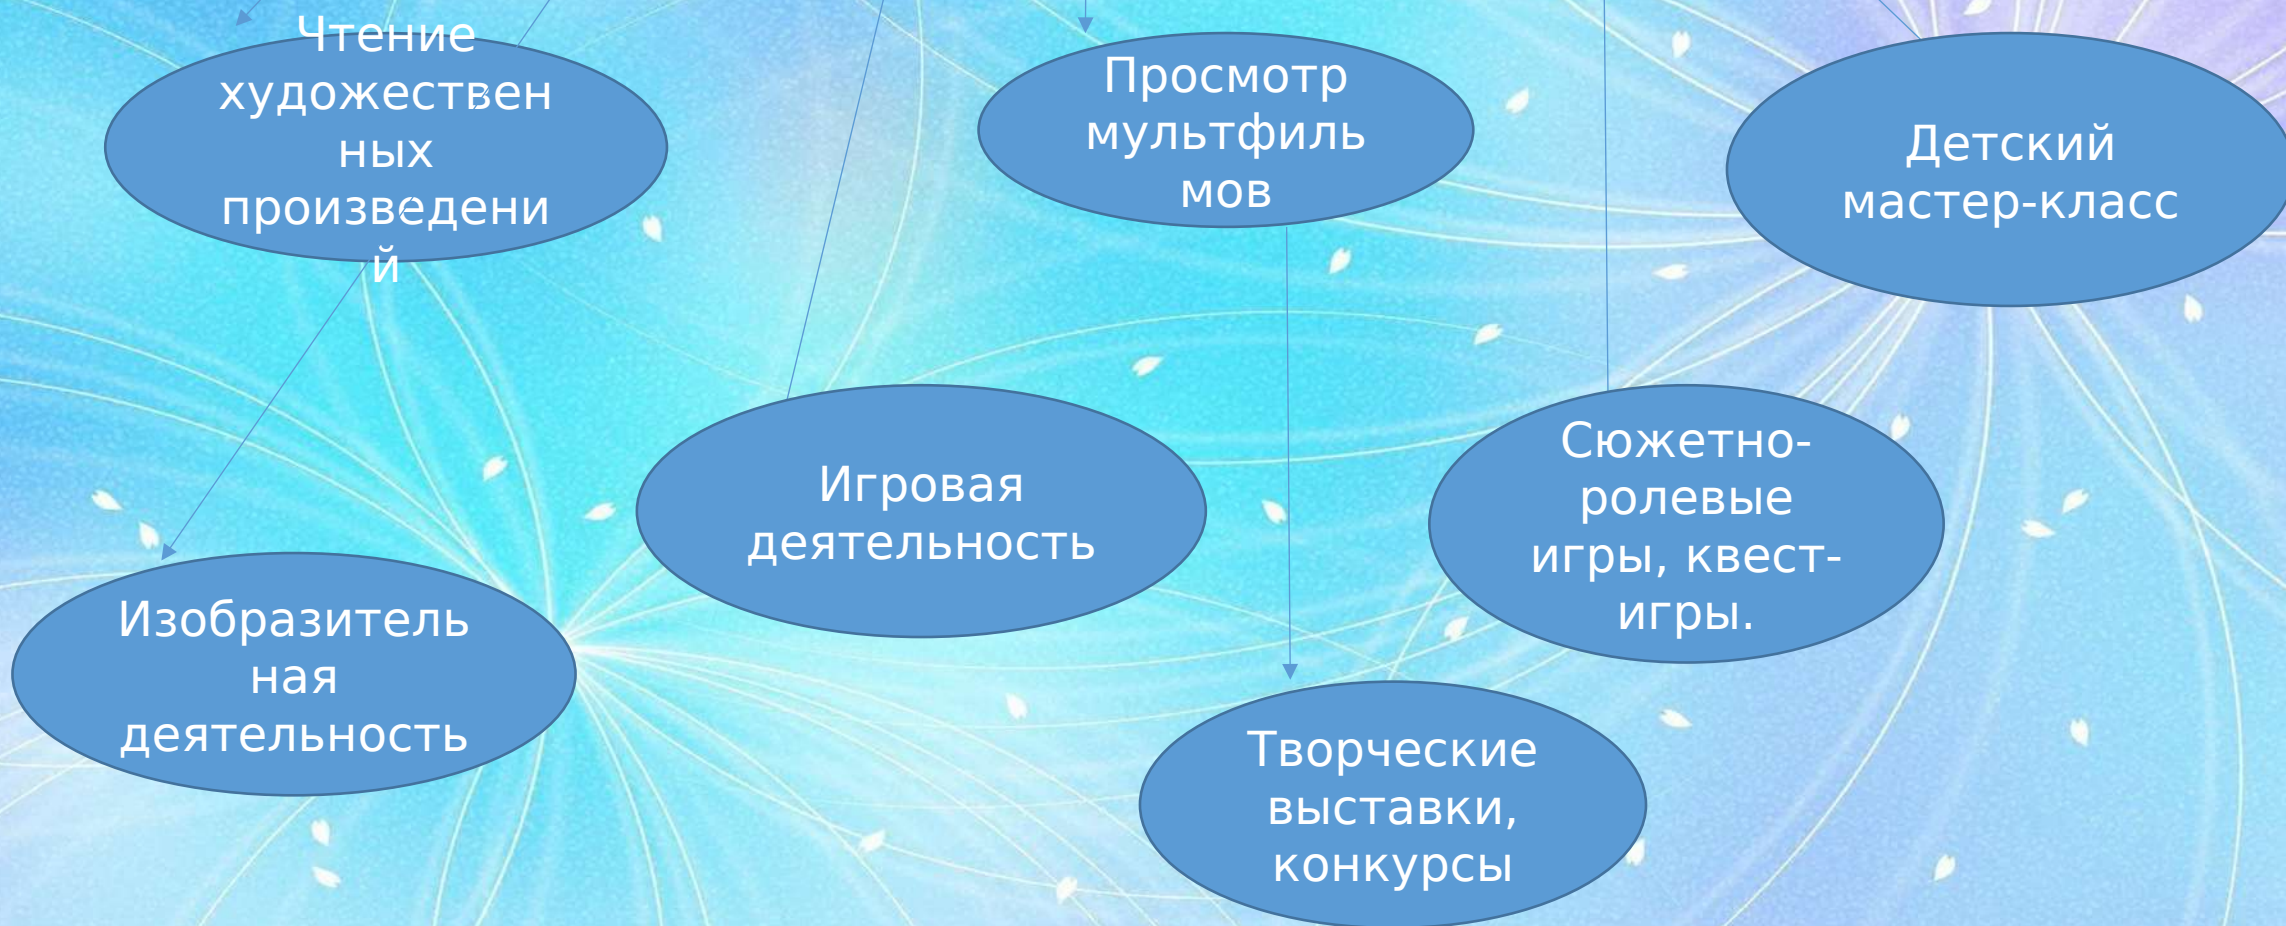 Чтение
художествен
ных
произведени
й
Просмотр
мультфиль
мов
Детский
мастер-класс
Игровая
деятельность
Сюжетно-
ролевые
игры, квест-
игры.
Изобразитель
ная
деятельность
Творческие
выставки,
конкурсы